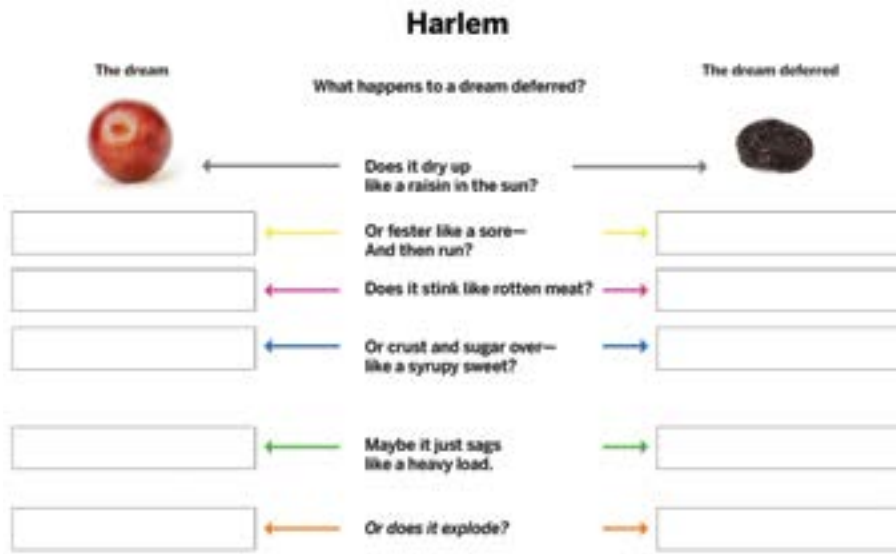 Harlem
The dream
What happens to a dream deferred?
The dream deferred
Does it dry up
like a raisin in the sun?
Or fester like a sore—
And then run?
Does it stink like rotten meat?
Or crust and sugar over—
like a syrupy sweet?
Maybe it just sags
like a heavy load.
Or does it explode?